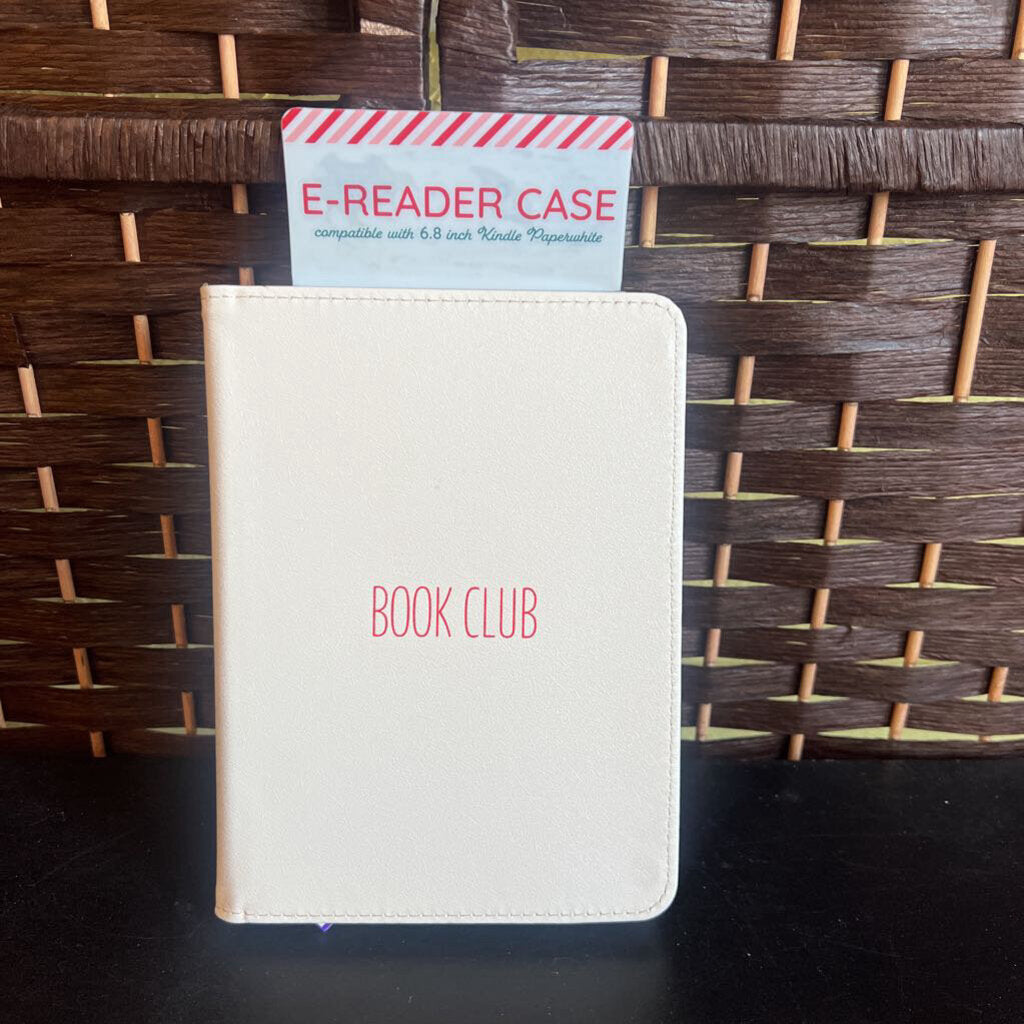 E-READER CASE
compatible with 6.8 inch Kindle Paperwhite
BOOK CLUB